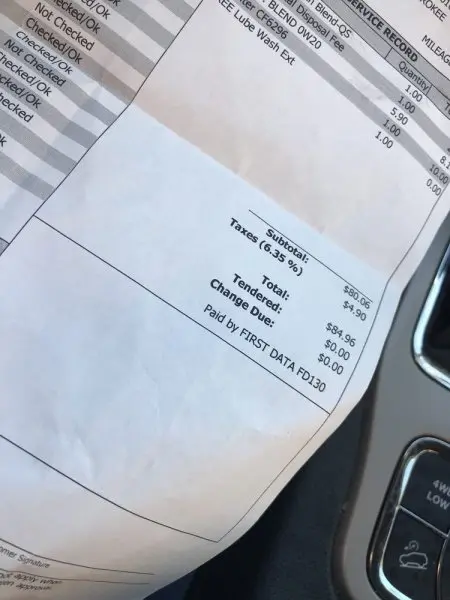 KOKEE
MILEAG
SERVICE RECORD
Quantity
Blend-QS
1.00
Disposal Fee
1.00
BLEND 0W20
5.90
CF6296
1.00
Lube Wash Ext
1.00
10.00
0.00
Checked/Ok
Not Checked
Checked/Ok
Checked/Ok
Not Checked
Checked/Ok
Subtotal: $80.06
Taxes (6.35 %) $4.90
Total: $84.96
Tendered: $0.00
Change Due: $0.00
Paid by FIRST DATA FD130
Signature
4WD
LOW